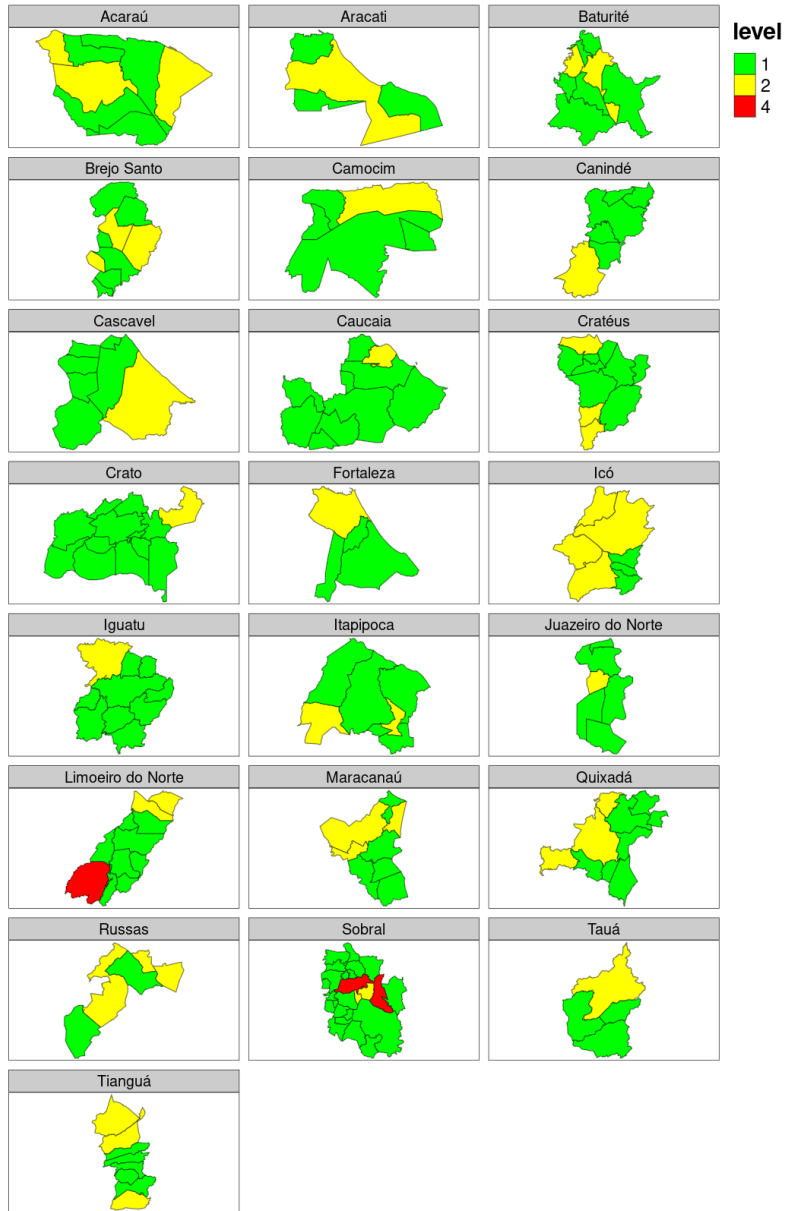 Acaraú
Aracati
Baturité
level
1
2
4
Brejo Santo
Camocim
Canindé
Cascavel
Caucaia
Cratéus
Crato
Fortaleza
Icó
Iguatu
Itapipoca
Juazeiro do Norte
Limoeiro do Norte
Maracanaú
Quixadá
Russas
Sobral
Tauá
Tianguá